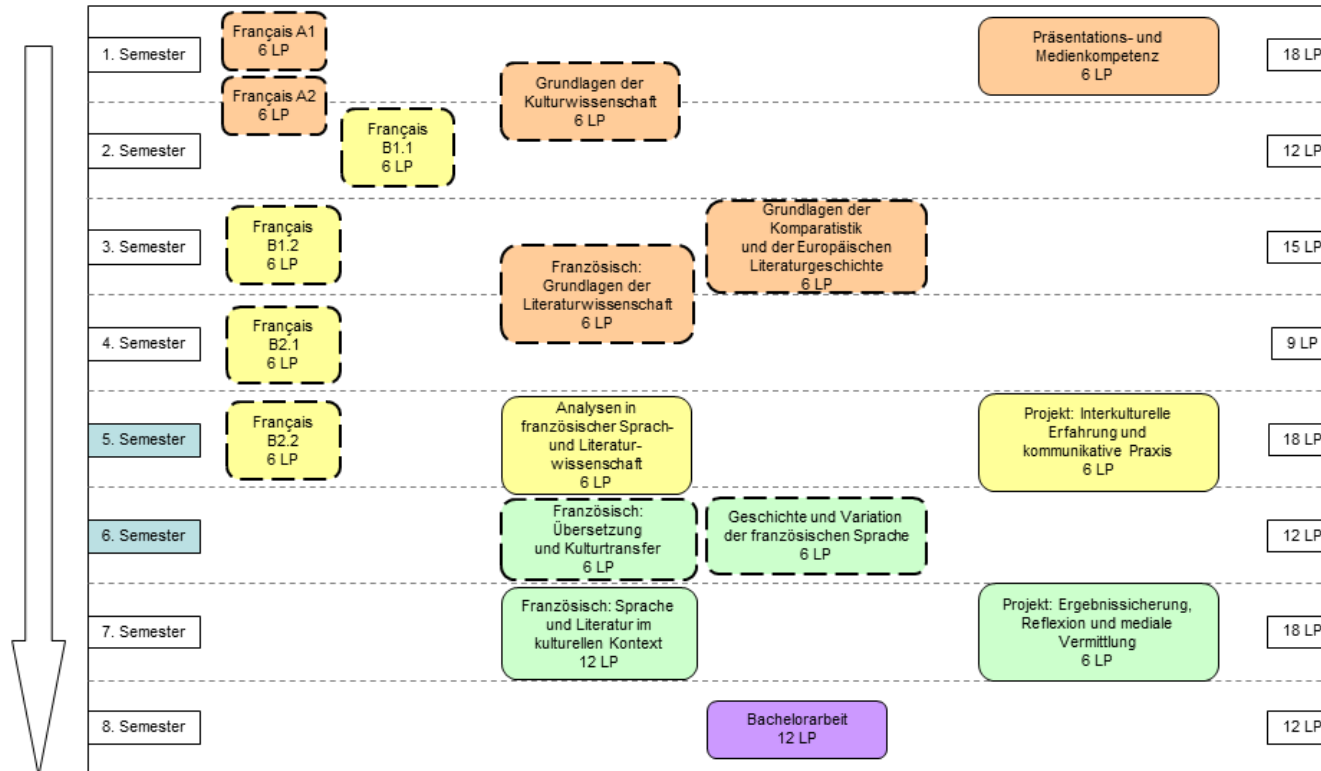 1. Semester
Français A1
6 LP
Präsentations- und
Medienkompetenz
6 LP
18 LP
Français A2
6 LP
Grundlagen der
Kulturwissenschaft
6 LP
2. Semester
Français
B1.1
6 LP
12 LP
3. Semester
Français
B1.2
6 LP
Französisch:
Grundlagen der
Literaturwissenschaft
6 LP
Grundlagen der
Komparatistik
und der Europäischen
Literaturgeschichte
6 LP
15 LP
4. Semester
Français
B2.1
6 LP
9 LP
5. Semester
Français
B2.2
6 LP
Analysen in
französischer Sprach-
und Literatur-
wissenschaft
6 LP
Projekt: Interkulturelle
Erfahrung und
kommunikative Praxis
6 LP
18 LP
6. Semester
Französisch:
Übersetzung
und Kulturtransfer
6 LP
Geschichte und Variation
der französischen Sprache
6 LP
12 LP
7. Semester
Französisch: Sprache
und Literatur im
kulturellen Kontext
12 LP
Projekt: Ergebnissicherung,
Reflexion und mediale
Vermittlung
6 LP
18 LP
8. Semester
Bachelorarbeit
12 LP
12 LP